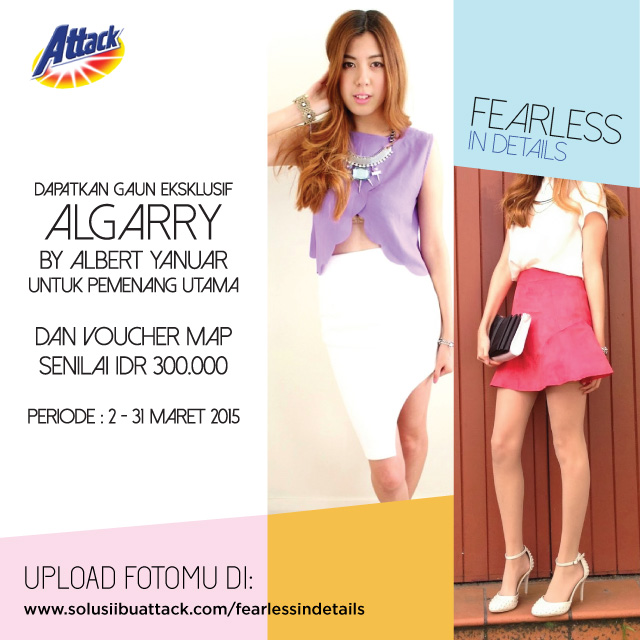 Attack
FEARLESS
IN DETAILS
DAPATKAN GAUN EKSKLUSIF
ALGARRY
BY ALBERT YANUAR
UNTUK PEMENANG UTAMA
DAN VOUCHER MAP
SENILAI IDR 300.000
PERIODE : 2 - 31 MARET 2015
UPLOAD FOTOMU DI:
www.solusiibuattack.com/fearlessindetails